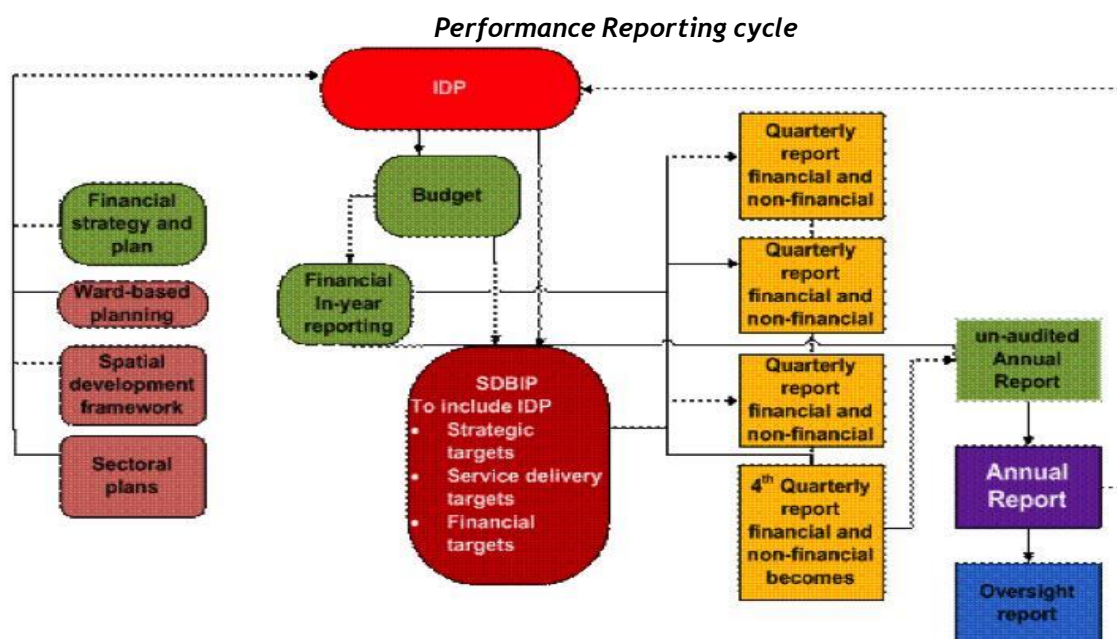 Performance Reporting cycle
IDP
Budget
Financial
strategy and
plan
Ward-based
planning
Spatial
development
framework
Sectoral
plans
Financial
In-year
reporting
SDBIP
To include IDP
• Strategic
targets
• Service delivery
targets
• Financial
targets
Quarterly
report
financial and
non-financial
Quarterly
report
financial and
non-financial
Quarterly
report
financial and
non-financial
4th Quarterly
report
financial and
non-financial
becomes
un-audited
Annual
Report
Annual
Report
Oversight
report